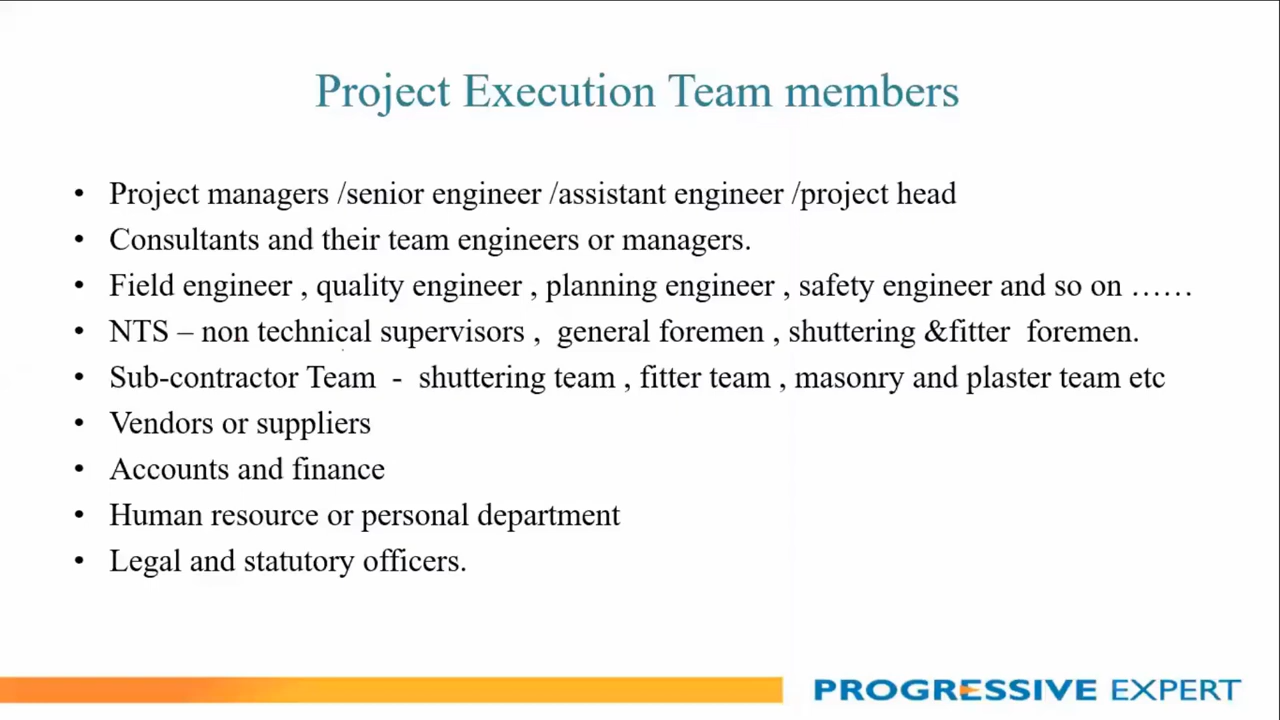 Project Execution Team members
• Project managers /senior engineer /assistant engineer /project head
• Consultants and their team engineers or managers.
• Field engineer , quality engineer , planning engineer , safety engineer and so on ……
• NTS – non technical supervisors , general foremen , shuttering &fitter foremen.
• Sub-contractor Team - shuttering team , fitter team , masonry and plaster team etc
• Vendors or suppliers
• Accounts and finance
• Human resource or personal department
• Legal and statutory officers.
PROGRESSIVE EXPERT